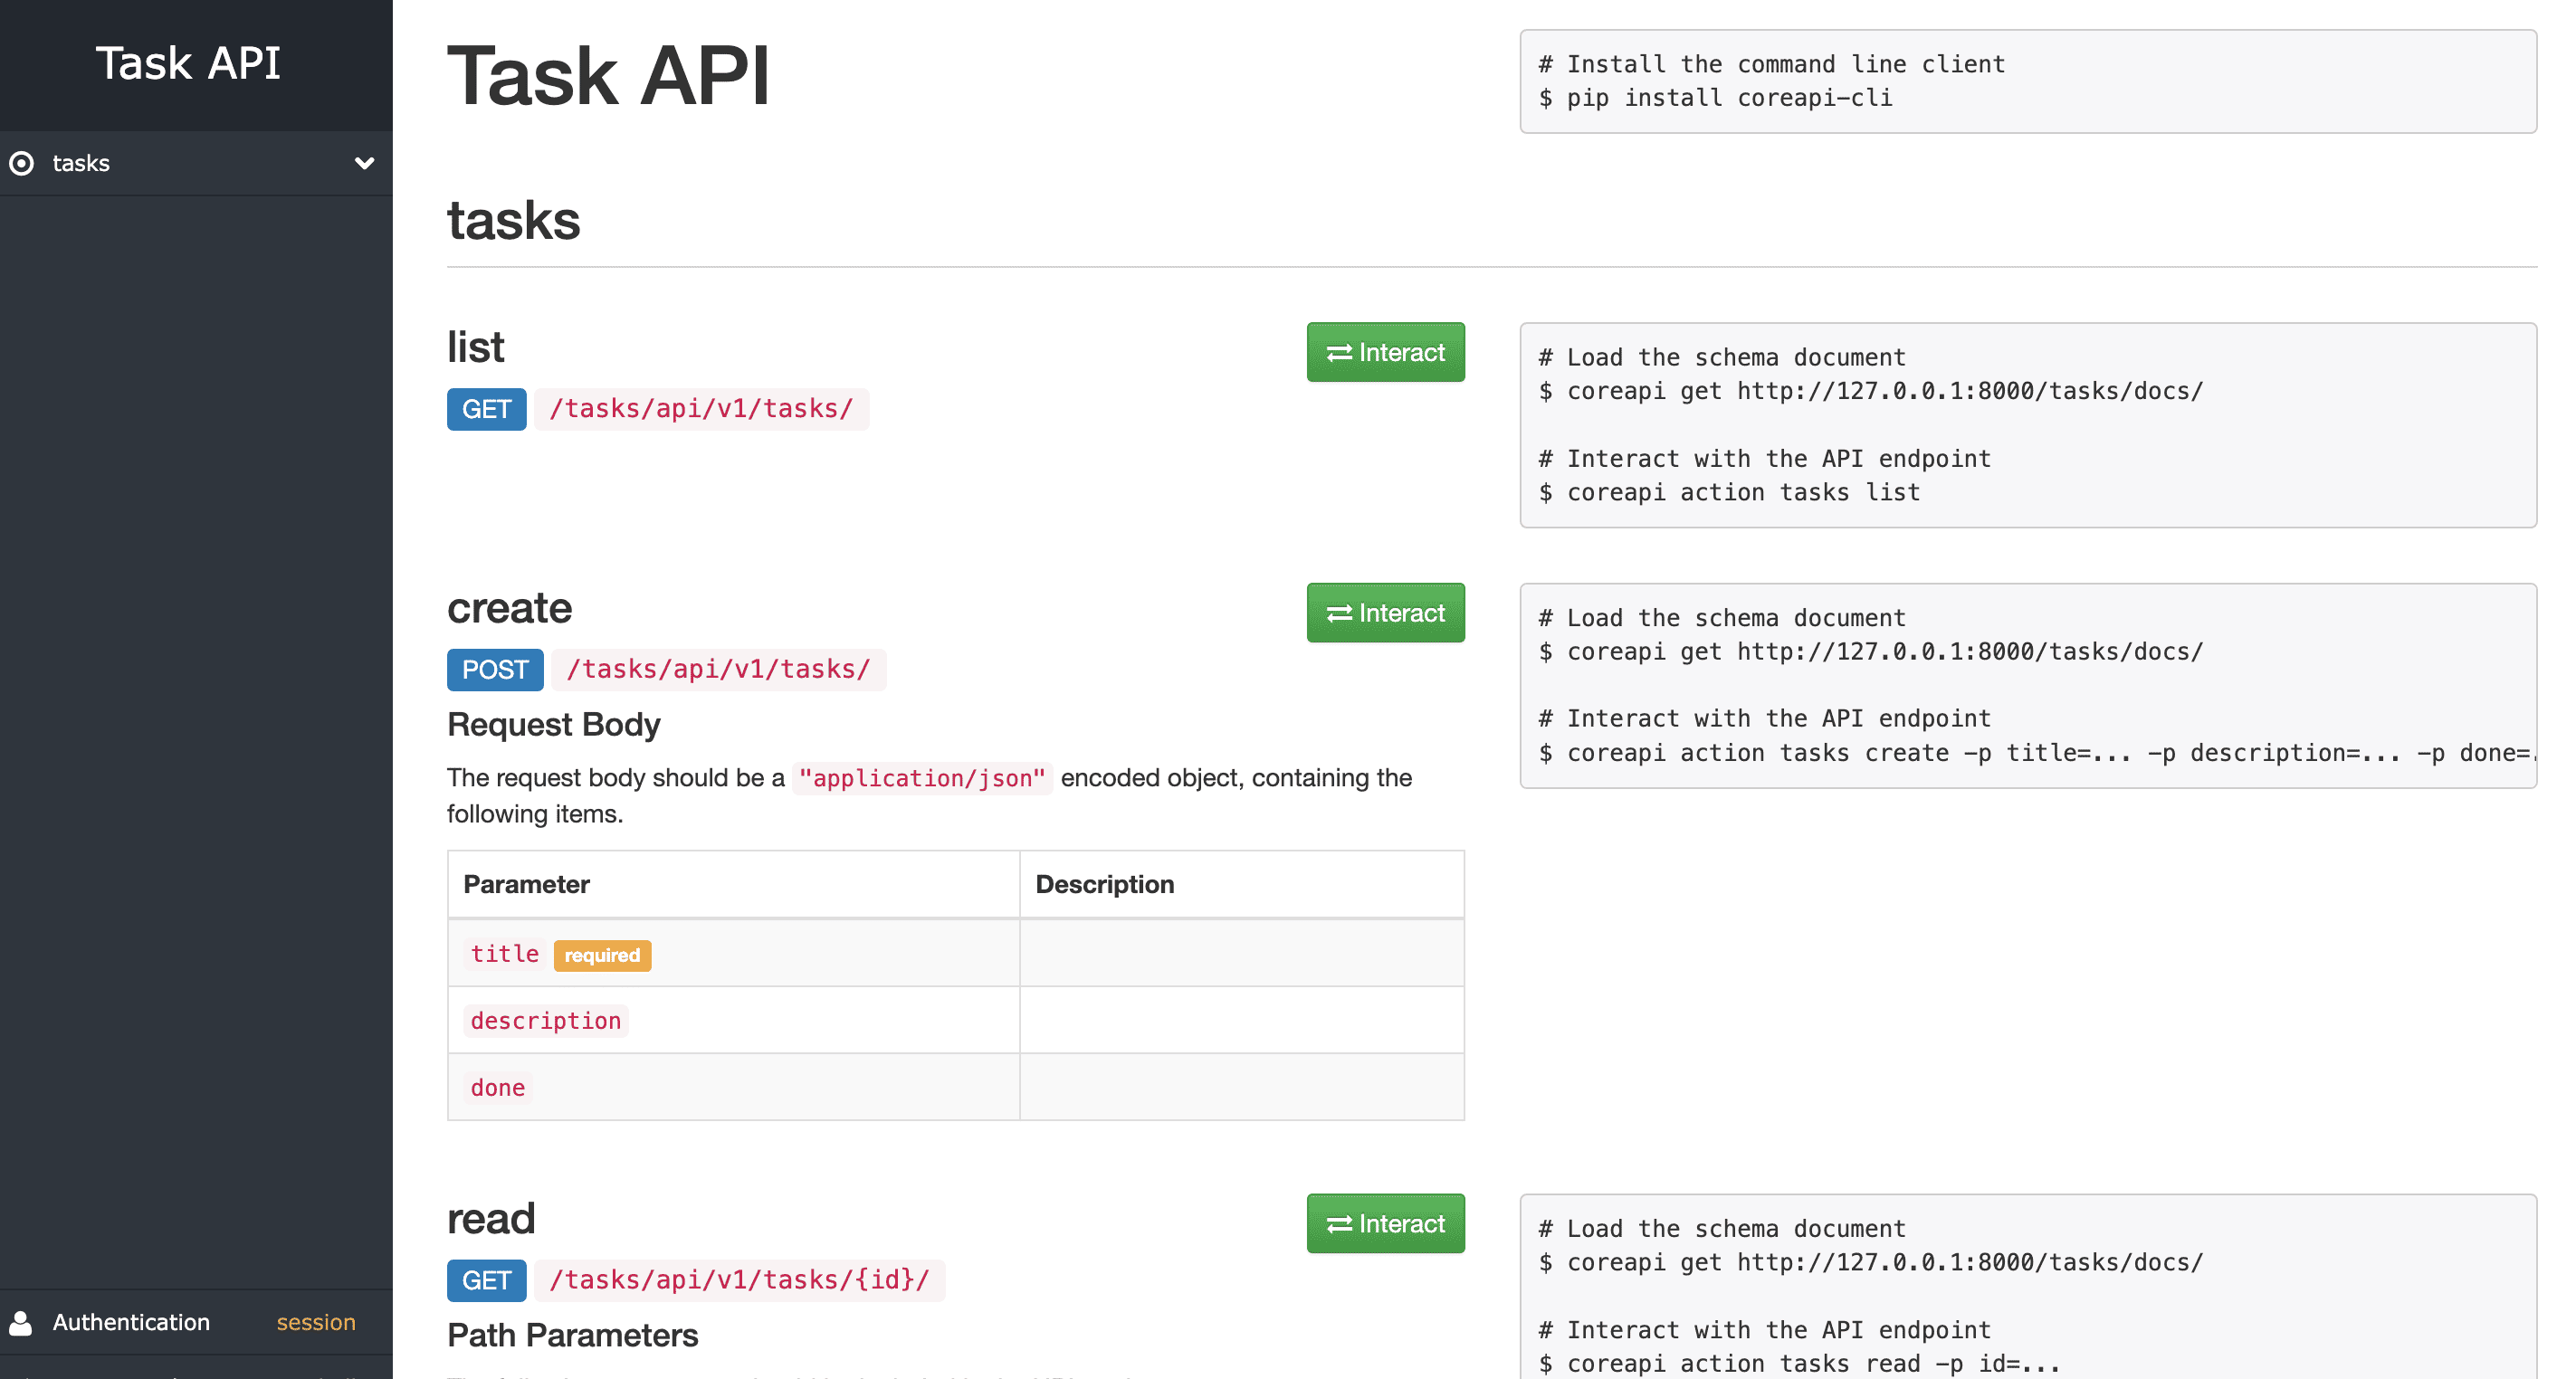 Task API
tasks
Authentication session
Task API
# Install the command line client
$ pip install coreapi-cli
tasks
list
Interact
GET /tasks/api/v1/tasks/
# Load the schema document
$ coreapi get http://127.0.0.1:8000/tasks/docs/
# Interact with the API endpoint
$ coreapi action tasks list
create
Interact
POST /tasks/api/v1/tasks/
Request Body
The request body should be a "application/json" encoded object, containing the
following items.
Parameter Description
title required
description
done
# Load the schema document
$ coreapi get http://127.0.0.1:8000/tasks/docs/
# Interact with the API endpoint
$ coreapi action tasks create -p title=... -p description=... -p done=.
read
Interact
GET /tasks/api/v1/tasks/{id}/
Path Parameters
# Load the schema document
$ coreapi get http://127.0.0.1:8000/tasks/docs/
# Interact with the API endpoint
$ coreapi action tasks read -p id=...